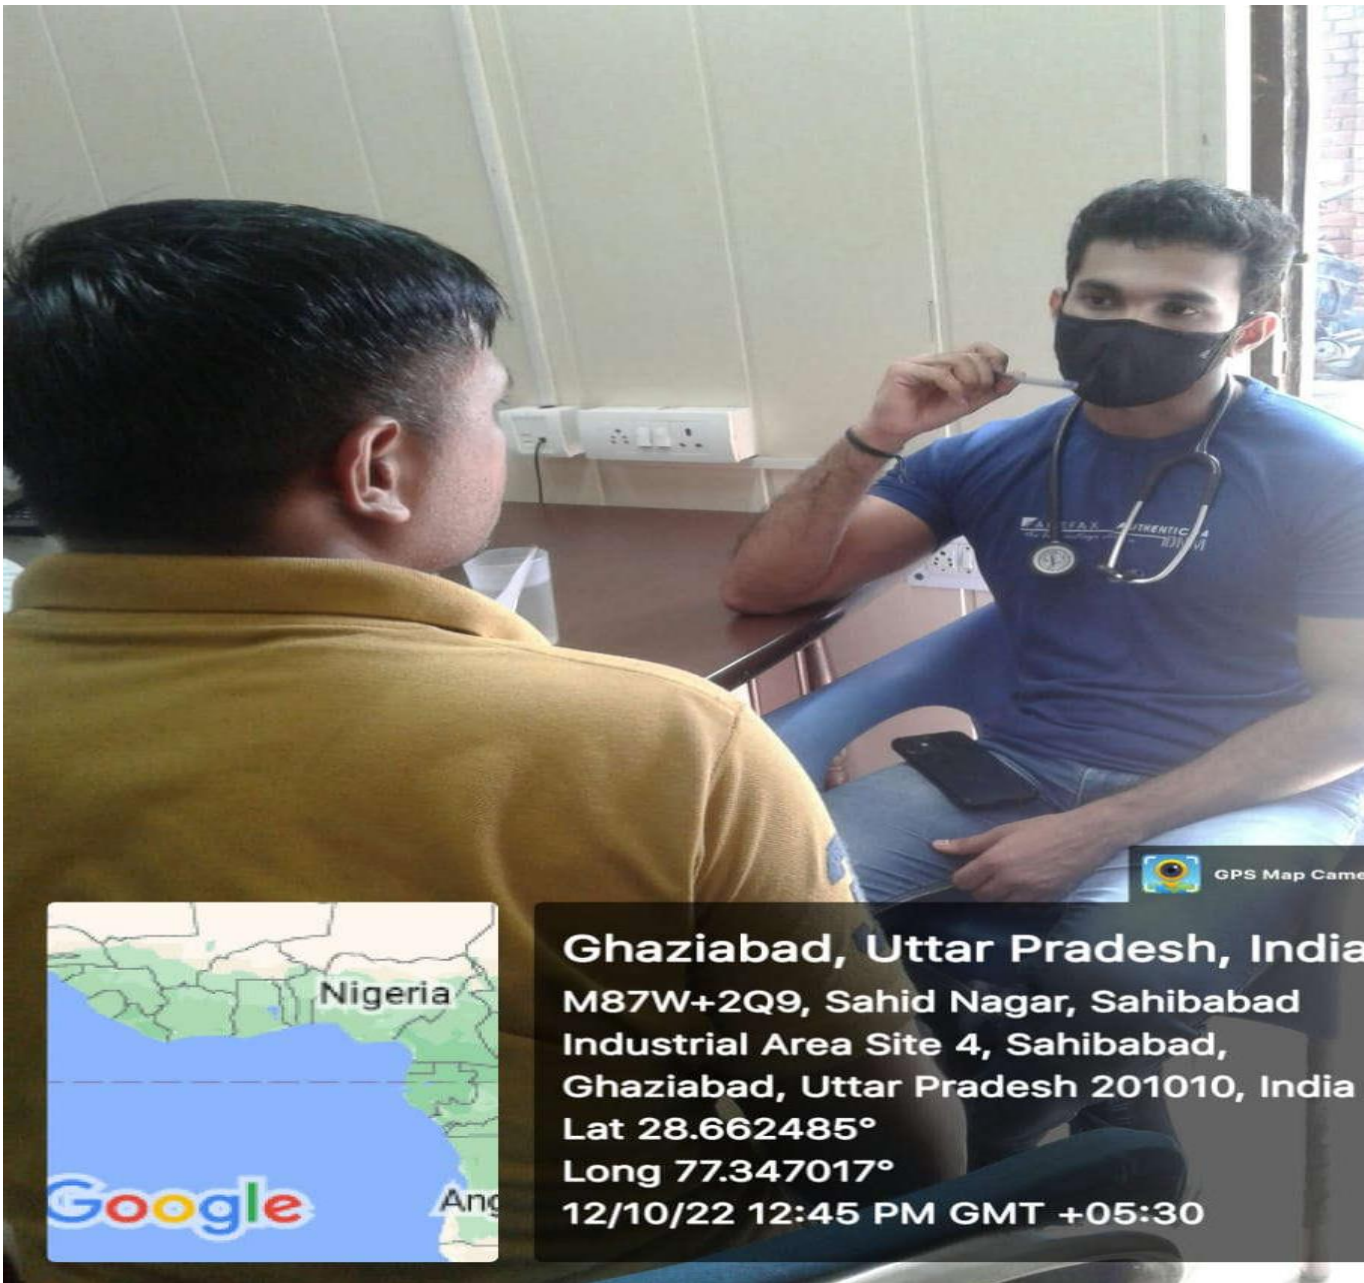 GPS Map Came
Nigeria
Ang
Google
Ghaziabad, Uttar Pradesh, India
M87W+2Q9, Sahid Nagar, Sahibabad
Industrial Area Site 4, Sahibabad,
Ghaziabad, Uttar Pradesh 201010, India
Lat 28.662485°
Long 77.347017°
12/10/22 12:45 PM GMT +05:30